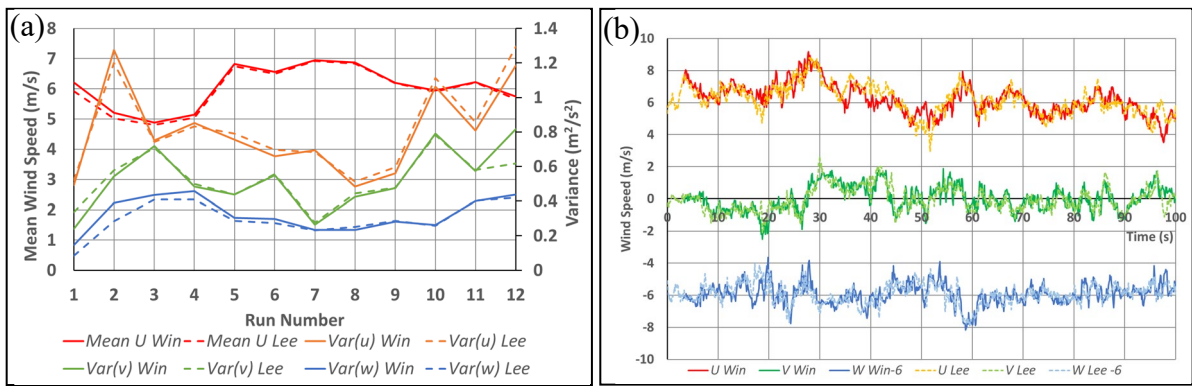 (a)
Mean Wind Speed (m/s)
8
7
6
5
4
3
2
1
0
1.4
1.2
1
0.8
0.6
0.4
0.2
0
Variance (m²/s²)
1 2 3 4 5 6 7 8 9 10 11 12
Run Number
Mean U Win Mean U Lee Var(u) Win Var(u) Lee
Var(v) Win Var(v) Lee Var(w) Win Var(w) Lee
(b)
Wind Speed (m/s)
10
8
6
4
2
0
-2
-4
-6
-8
-10
0 10 20 30 40 50 60 70 80 90 100
Time (s)
U Win V Win W Win-6 U Lee V Lee W Lee -6